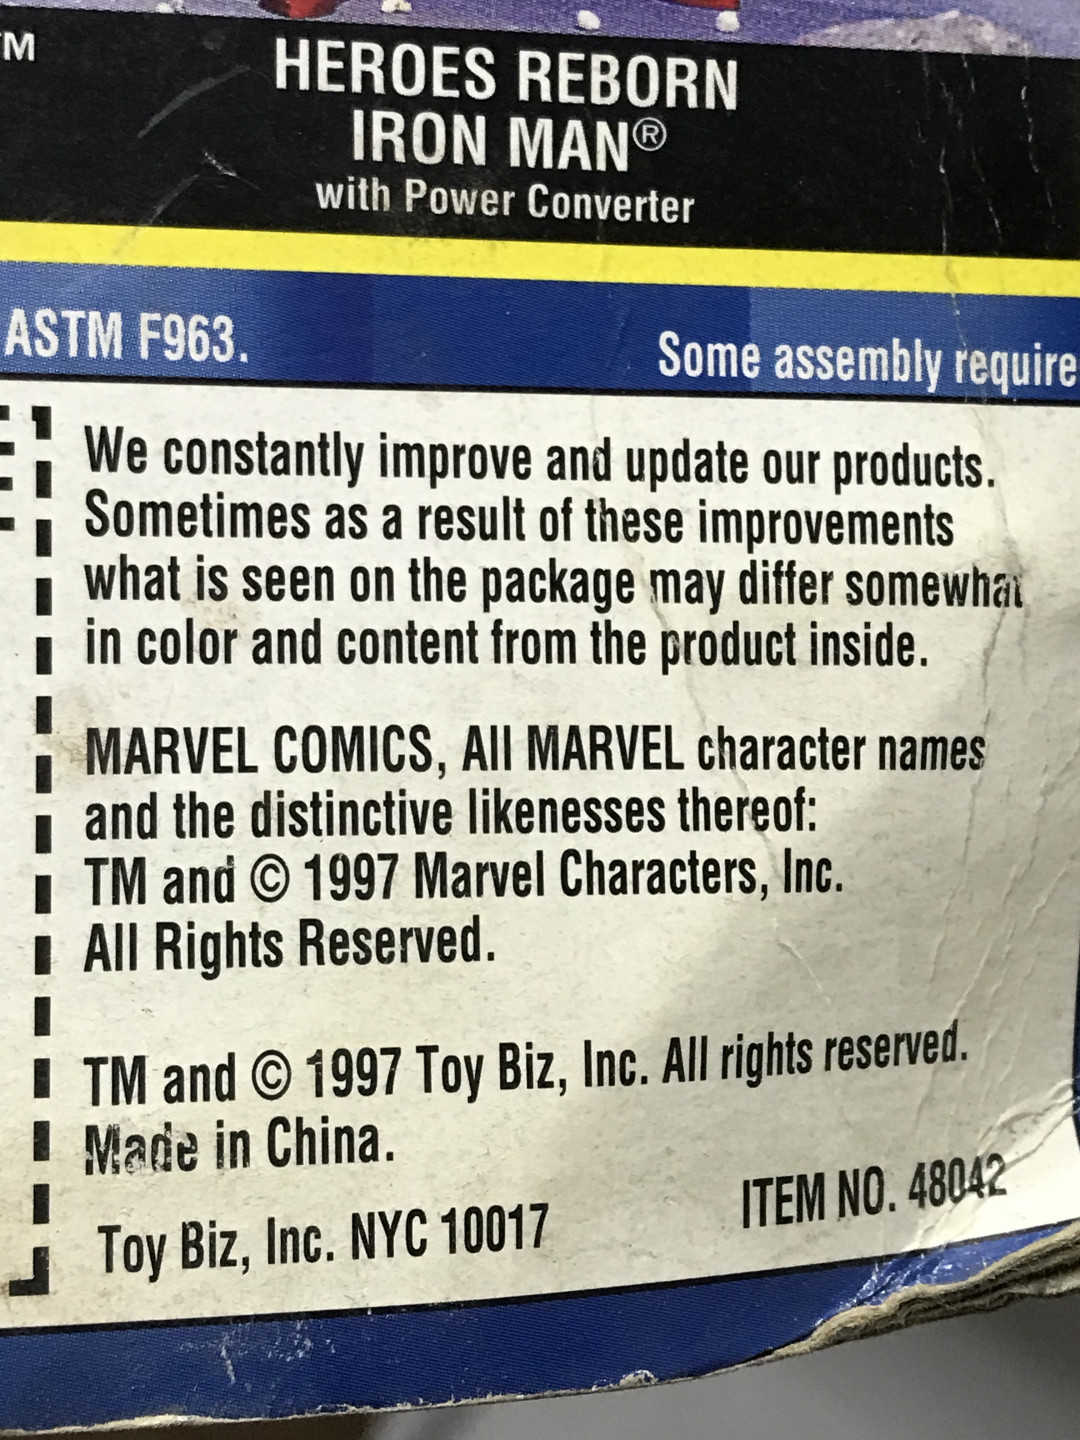 TM
HEROES REBORN
IRON MAN®
with Power Converter
ASTM F963.
Some assembly require
We constantly improve and update our products.
Sometimes as a result of these improvements
what is seen on the package may differ somewhat
in color and content from the product inside.
MARVEL COMICS, All MARVEL character names
and the distinctive likenesses thereof:
TM and © 1997 Marvel Characters, Inc.
All Rights Reserved.
TM and © 1997 Toy Biz, Inc. All rights reserved.
Made in China.
Toy Biz, Inc. NYC 10017
ITEM NO. 48042